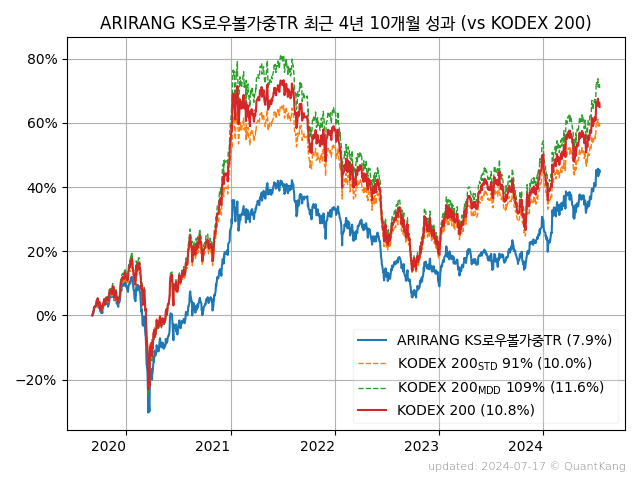 ARIRANG KS로우볼가중TR 최근 4년 10개월 성과 (vs KODEX 200)
80%
60%
40%
20%
0%
−20%
ARIRANG KS로우볼가중TR (7.9%)
KODEX 200STD 91% (10.0%)
KODEX 200MDD 109% (11.6%)
KODEX 200 (10.8%)
2020 2021 2022 2023 2024
updated: 2024-07-17 © QuantKang